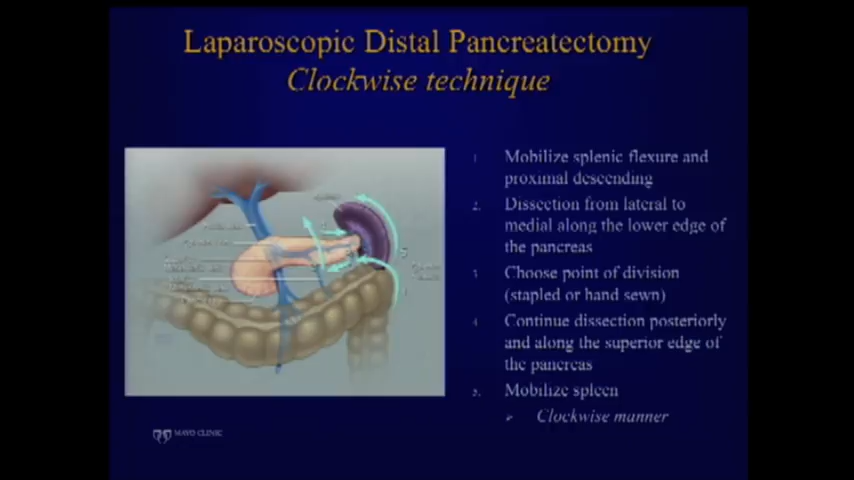 Laparoscopic Distal Pancreatectomy
Clockwise technique
1. Mobilize splenic flexure and
proximal descending
2. Dissection from lateral to
medial along the lower edge of
the pancreas
3. Choose point of division
(stapled or hand sewn)
4. Continue dissection posteriorly
and along the superior edge of
the pancreas
5. Mobilize spleen
➢ Clockwise manner
MAYO CLINIC